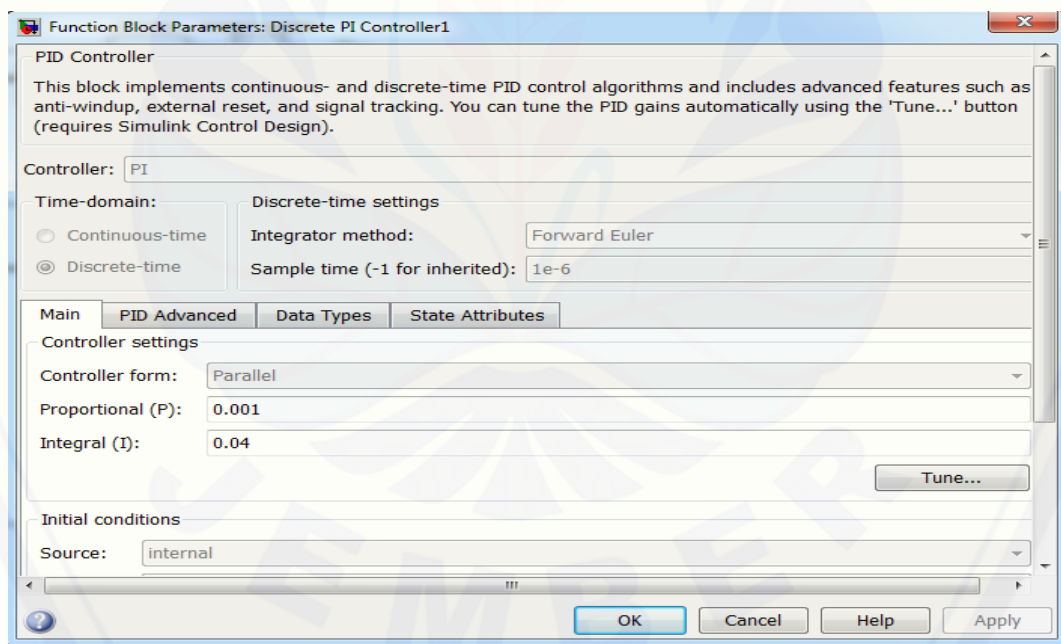 Function Block Parameters: Discrete PI Controller1
PID Controller
This block implements continuous- and discrete-time PID control algorithms and includes advanced features such as
anti-windup, external reset, and signal tracking. You can tune the PID gains automatically using the 'Tune...' button
(requires Simulink Control Design).
Controller: PI
Time-domain: Discrete-time settings
Continuous-time Integrator method: Forward Euler
Discrete-time Sample time (-1 for inherited): 1e-6
Main PID Advanced Data Types State Attributes
Controller settings
Controller form: Parallel
Proportional (P): 0.001
Integral (I): 0.04
Tune...
Initial conditions
Source: internal
OK Cancel Help Apply
JEMBER